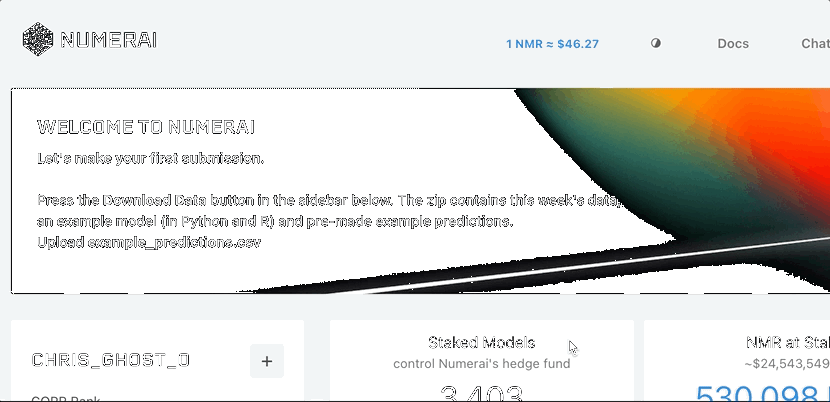 NUMERAI
1 NMR ≈ $46.27
Docs
Chat
WELCOME TO NUMERAI
Let's make your first submission.
Press the Download Data button in the sidebar below. The zip contains this week's data,
an example model (in Python and R) and pre-made example predictions.
Upload example_predictions.csv
CHRIS_GHOST_0
+
CORR Rank
Staked Models
control Numerai's hedge fund
3,403
NMR at Stak
~$24,543,549
530,098